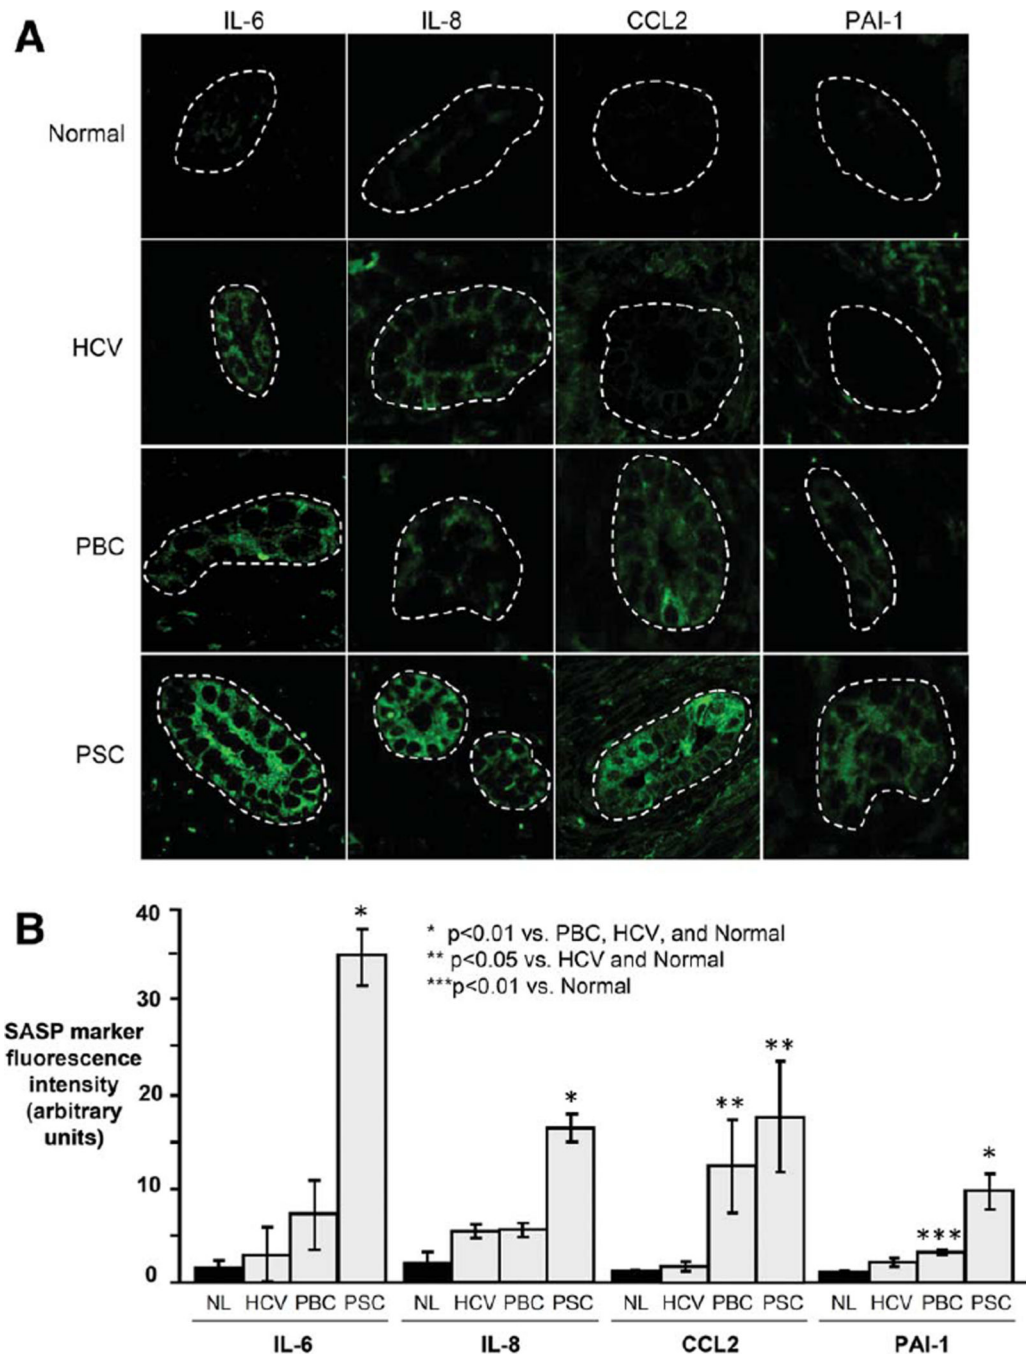 A
IL-6 IL-8 CCL2 PAI-1
Normal
HCV
PBC
PSC
B
40
30
20
10
0
SASP marker
fluorescence
intensity
(arbitrary
units)
* p<0.01 vs. PBC, HCV, and Normal
** p<0.05 vs. HCV and Normal
***p<0.01 vs. Normal
* * ** ** *** *
NL HCV PBC PSC NL HCV PBC PSC NL HCV PBC PSC NL HCV PBC PSC
IL-6 IL-8 CCL2 PAI-1